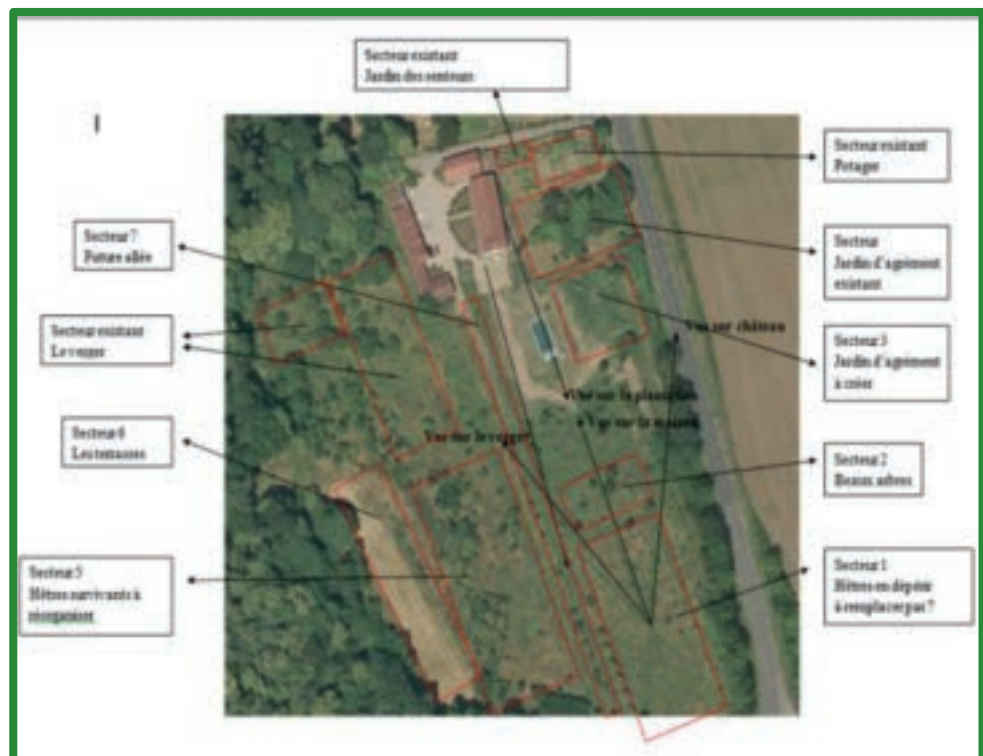 Secteur existant
Jardin des senteurs
Secteur existant
Potager
Secteur
Jardin d'agrément
existant
Secteur 7
Future allée
Secteur existant
Le verger
Vue sur château
Secteur 3
Jardin d'agrément
à créer
Vue sur la plantation
Vue sur la maison
Vue sur le verger
Secteur 6
Les terrasses
Secteur 2
Beaux arbres
Secteur 5
Hêtres survivants à
réorganiser
Secteur 1
Hêtres en dépérir
à remplacer par ?